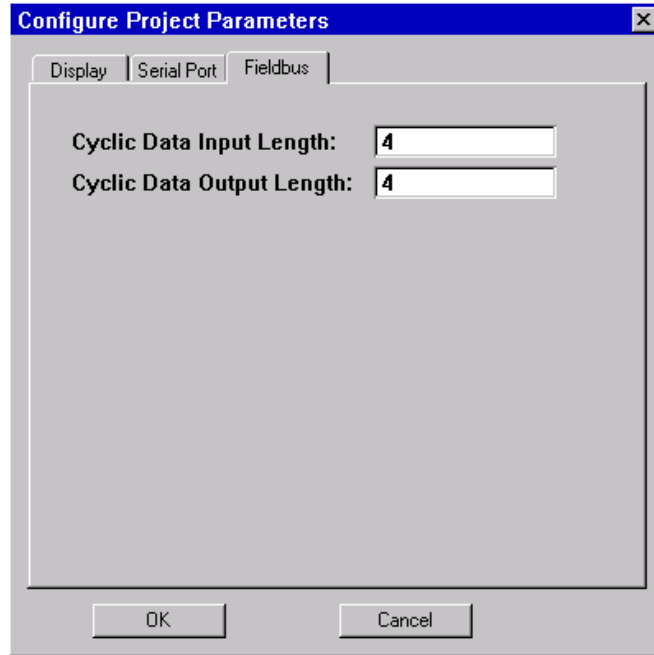 Configure Project Parameters
Display Serial Port Fieldbus
Cyclic Data Input Length: 4
Cyclic Data Output Length: 4
OK Cancel